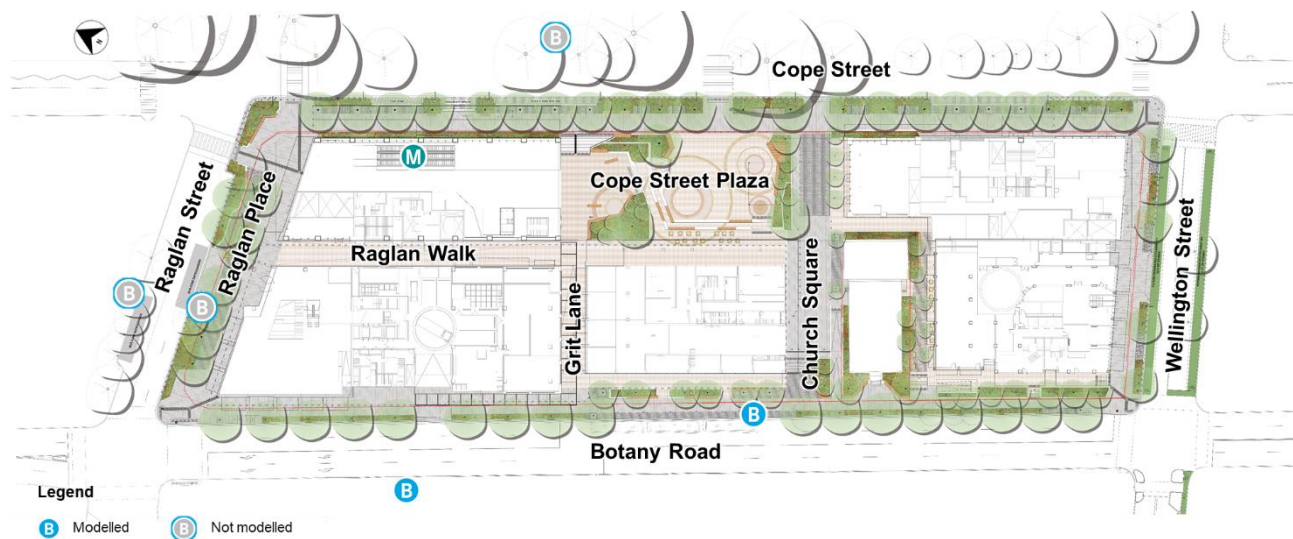 N
B
Cope Street
M
Cope Street Plaza
Raglan Street
Raglan Place
Raglan Walk
Grit Lane
Church Square
Wellington Street
B
B
B
Botany Road
B
Legend
B Modelled
B Not modelled